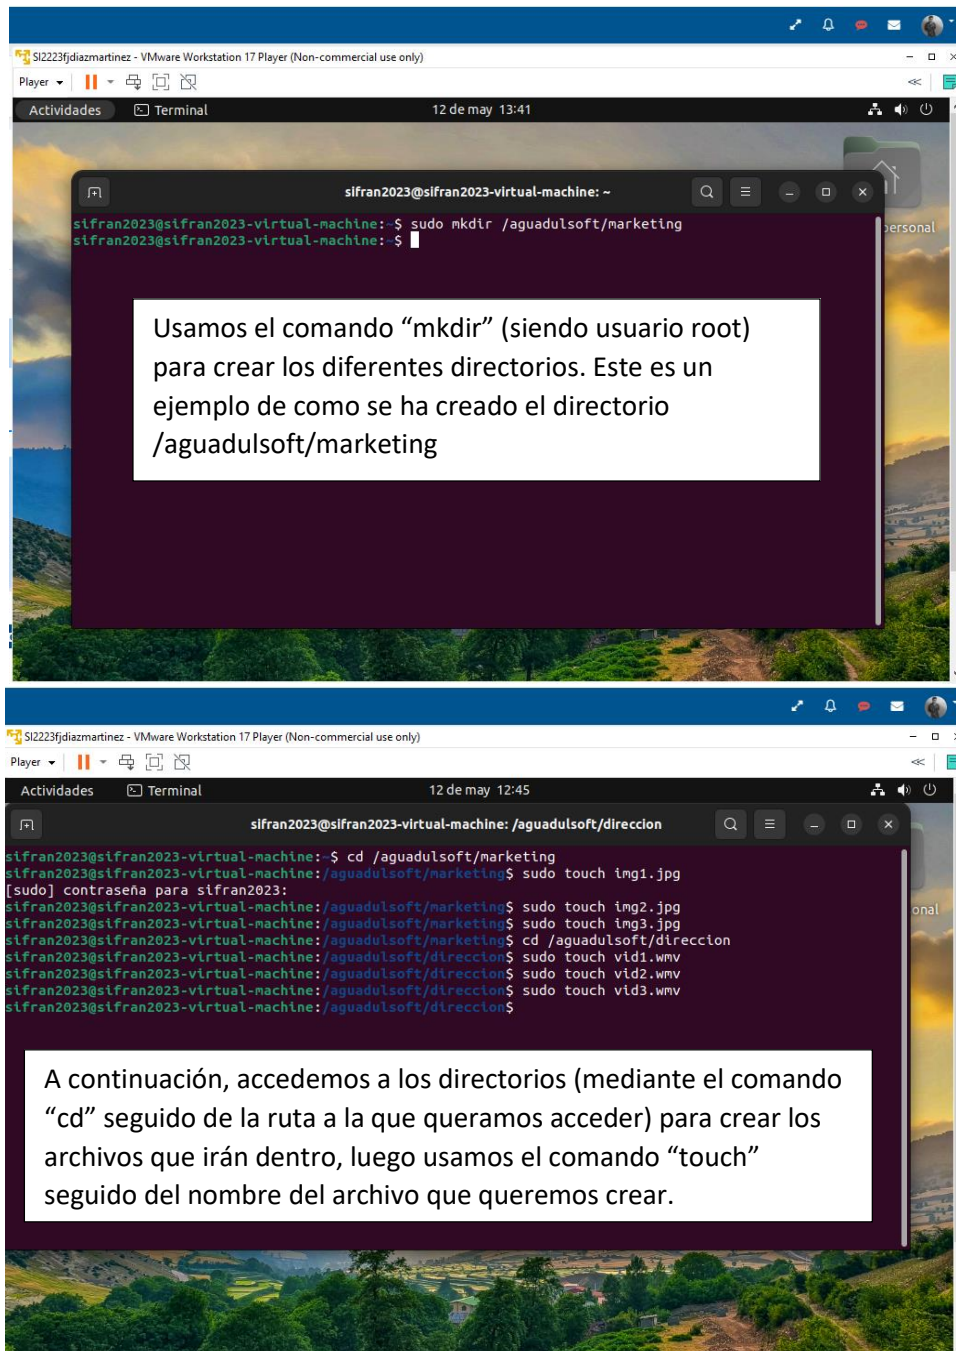 SI2223fjdiazmartinez - VMware Workstation 17 Player (Non-commercial use only)
Player
Actividades Terminal 12 de may 13:41
sifran2023@sifran2023-virtual-machine: ~
sifran2023@sifran2023-virtual-machine:~$ sudo mkdir /aguadulsoft/marketing
sifran2023@sifran2023-virtual-machine:~$
personal
Usamos el comando “mkdir” (siendo usuario root)
para crear los diferentes directorios. Este es un
ejemplo de como se ha creado el directorio
/aguadulsoft/marketing
SI2223fjdiazmartinez - VMware Workstation 17 Player (Non-commercial use only)
Player
Actividades Terminal 12 de may 12:45
sifran2023@sifran2023-virtual-machine: /aguadulsoft/direccion
sifran2023@sifran2023-virtual-machine:~$ cd /aguadulsoft/marketing
sifran2023@sifran2023-virtual-machine:/aguadulsoft/marketing$ sudo touch img1.jpg
[sudo] contraseña para sifran2023:
sifran2023@sifran2023-virtual-machine:/aguadulsoft/marketing$ sudo touch img2.jpg
sifran2023@sifran2023-virtual-machine:/aguadulsoft/marketing$ sudo touch img3.jpg
sifran2023@sifran2023-virtual-machine:/aguadulsoft/marketing$ cd /aguadulsoft/direccion
sifran2023@sifran2023-virtual-machine:/aguadulsoft/direccion$ sudo touch vid1.wmv
sifran2023@sifran2023-virtual-machine:/aguadulsoft/direccion$ sudo touch vid2.wmv
sifran2023@sifran2023-virtual-machine:/aguadulsoft/direccion$ sudo touch vid3.wmv
sifran2023@sifran2023-virtual-machine:/aguadulsoft/direccion$
onal
A continuación, accedemos a los directorios (mediante el comando
“cd” seguido de la ruta a la que queramos acceder) para crear los
archivos que irán dentro, luego usamos el comando “touch”
seguido del nombre del archivo que queremos crear.